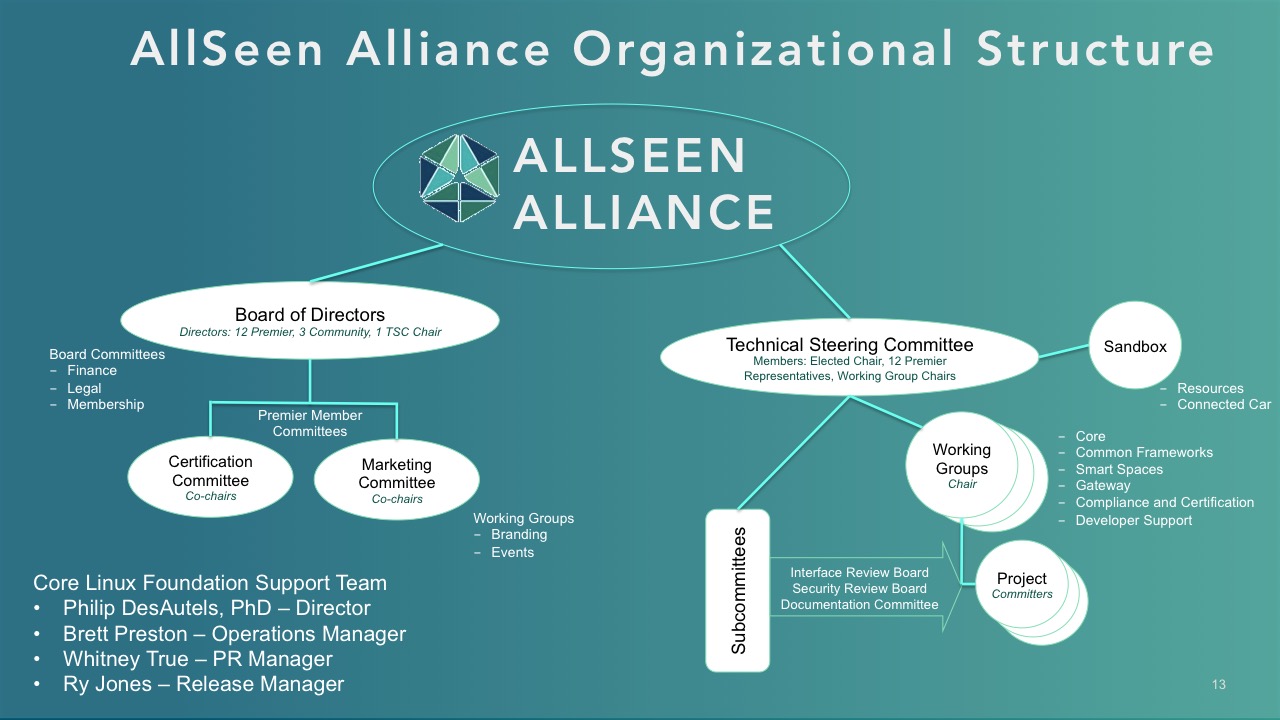 AllSeen Alliance Organizational Structure
ALLSEEN
ALLIANCE
Board of Directors
Directors: 12 Premier, 3 Community, 1 TSC Chair
Board Committees
– Finance
– Legal
– Membership
Premier Member
Committees
Certification
Committee
Co-chairs
Marketing
Committee
Co-chairs
Working Groups
– Branding
– Events
Technical Steering Committee
Members: Elected Chair, 12 Premier
Representatives, Working Group Chairs
Sandbox
– Resources
– Connected Car
Working
Groups
Chair
– Core
– Common Frameworks
– Smart Spaces
– Gateway
– Compliance and Certification
– Developer Support
Subcommittees
Interface Review Board
Security Review Board
Documentation Committee
Project
Committers
Core Linux Foundation Support Team
• Philip DesAutels, PhD – Director
• Brett Preston – Operations Manager
• Whitney True – PR Manager
• Ry Jones – Release Manager
13